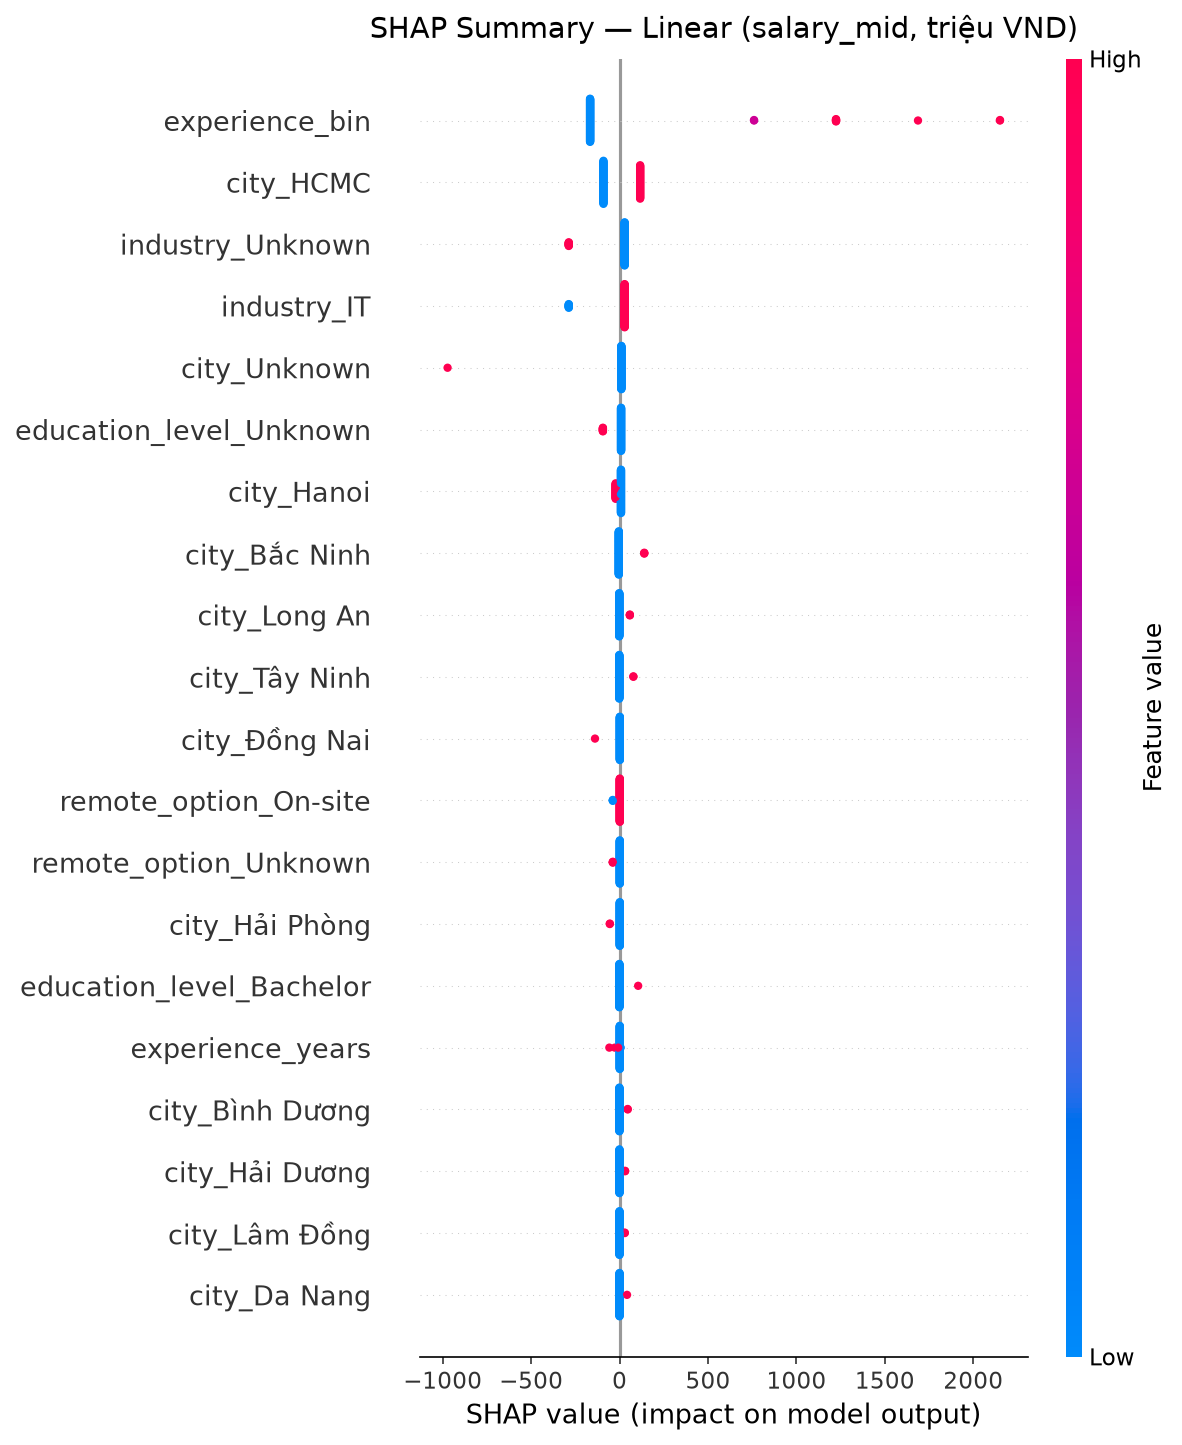 SHAP Summary — Linear (salary_mid, triệu VND)
High
experience_bin
city_HCMC
industry_Unknown
industry_IT
city_Unknown
education_level_Unknown
city_Hanoi
city_Bắc Ninh
city_Long An
city_Tây Ninh
city_Đồng Nai
remote_option_On-site
remote_option_Unknown
city_Hải Phòng
education_level_Bachelor
experience_years
city_Bình Dương
city_Hải Dương
city_Lâm Đồng
city_Da Nang
Feature value
Low
−1000 −500 0 500 1000 1500 2000
SHAP value (impact on model output)